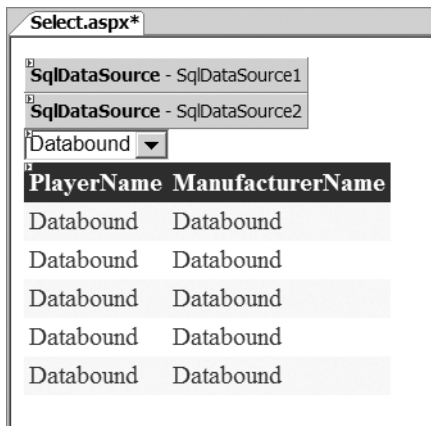 Select.aspx*
SqlDataSource - SqlDataSource1
SqlDataSource - SqlDataSource2
Databound
PlayerName ManufacturerName
Databound Databound
Databound Databound
Databound Databound
Databound Databound
Databound Databound